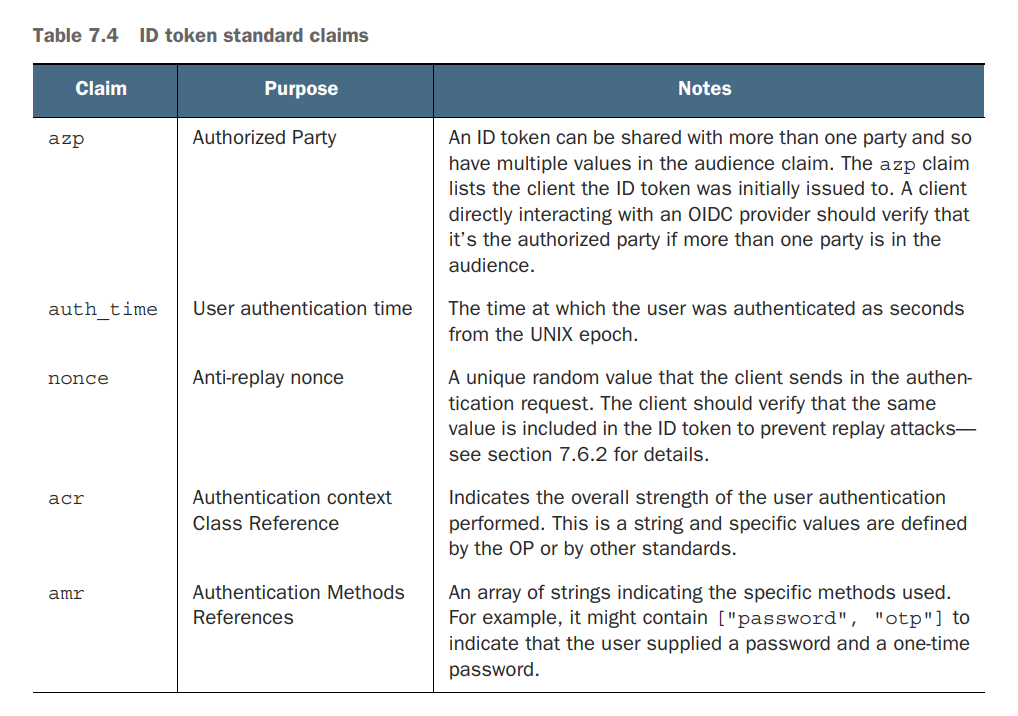 Table 7.4 ID token standard claims
Claim Purpose Notes
azp Authorized Party An ID token can be shared with more than one party and so
have multiple values in the audience claim. The azp claim
lists the client the ID token was initially issued to. A client
directly interacting with an OIDC provider should verify that
it's the authorized party if more than one party is in the
audience.
auth_time User authentication time The time at which the user was authenticated as seconds
from the UNIX epoch.
nonce Anti-replay nonce A unique random value that the client sends in the authen-
tication request. The client should verify that the same
value is included in the ID token to prevent replay attacks—
see section 7.6.2 for details.
acr Authentication context Indicates the overall strength of the user authentication
Class Reference performed. This is a string and specific values are defined
by the OP or by other standards.
amr Authentication Methods An array of strings indicating the specific methods used.
References For example, it might contain ["password", "otp"] to
indicate that the user supplied a password and a one-time
password.